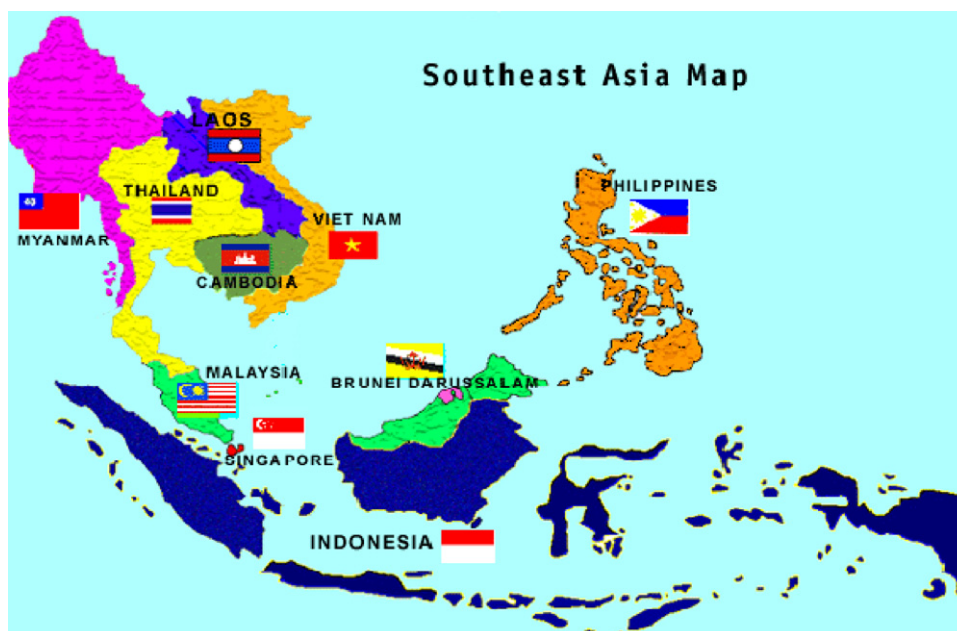 Southeast Asia Map
LAOS
THAILAND
PHILIPPINES
VIET NAM
MYANMAR
CAMBODIA
MALAYSIA
BRUNEI DARUSSALAM
SINGAPORE
INDONESIA